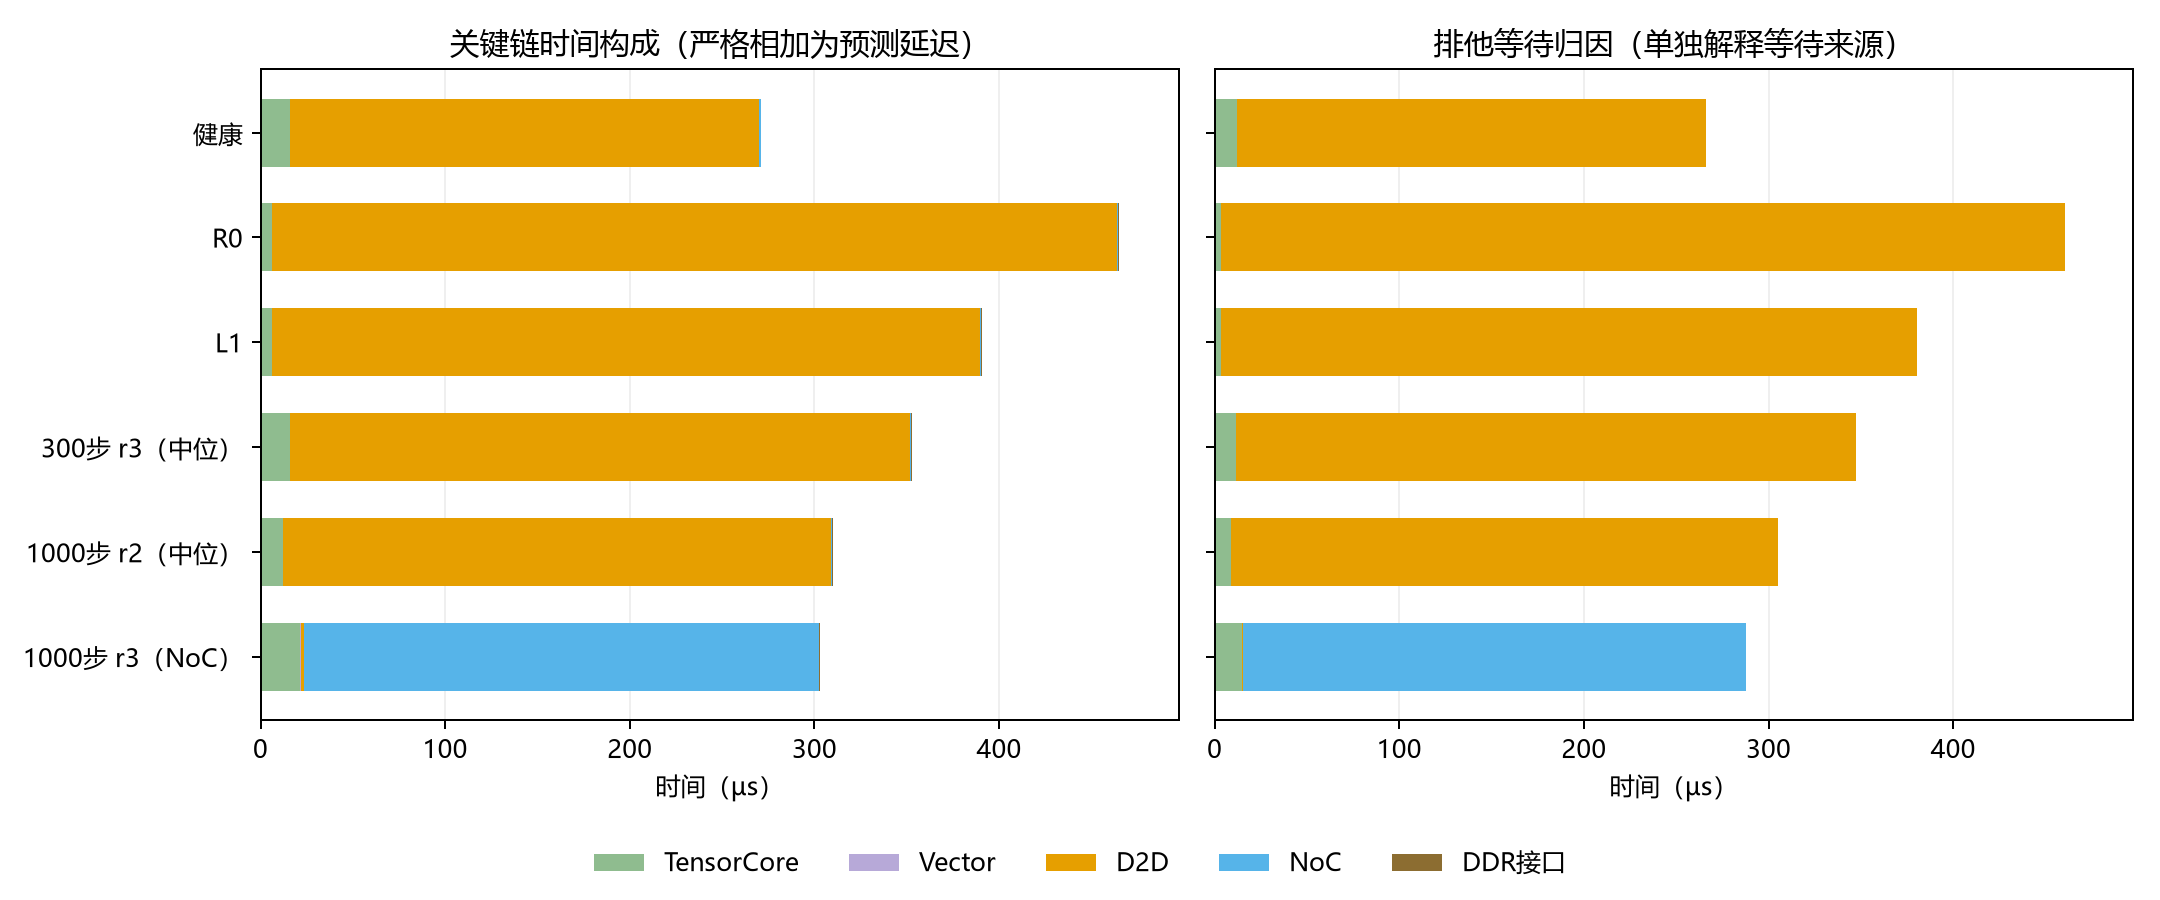 关键链时间构成（严格相加为预测延迟）
排他等待归因（单独解释等待来源）
健康
R0
L1
300步 r3（中位）
1000步 r2（中位）
1000步 r3（NoC）
0 100 200 300 400
0 100 200 300 400
时间（μs）
时间（μs）
TensorCore Vector D2D NoC DDR接口